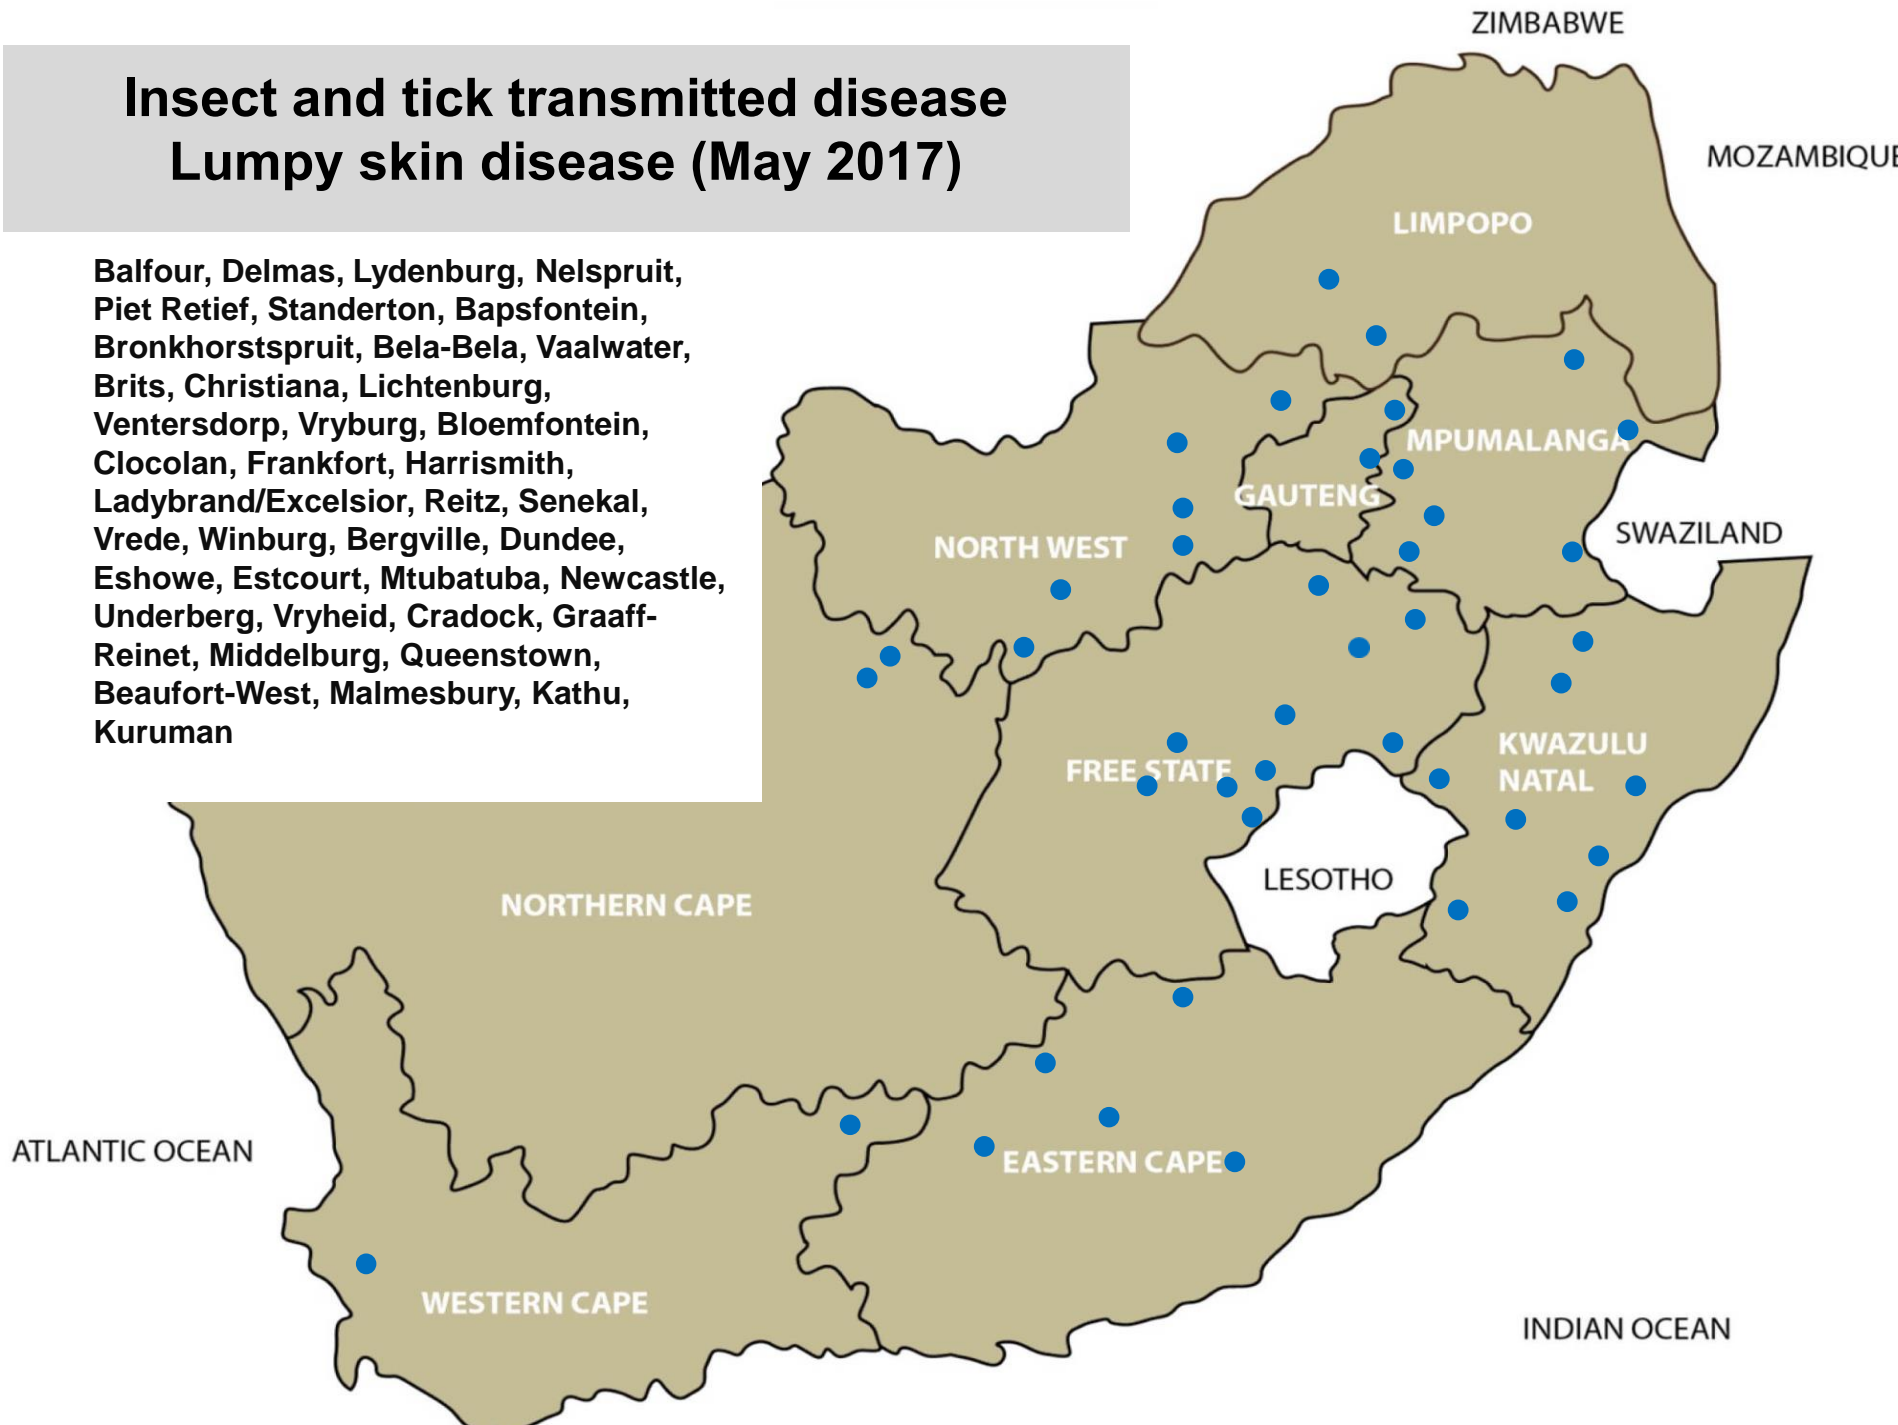 ZIMBABWE
Insect and tick transmitted disease
Lumpy skin disease (May 2017)
MOZAMBIQUE
LIMPOPO
Balfour, Delmas, Lydenburg, Nelspruit,
Piet Retief, Standerton, Bapsfontein,
Bronkhorstspruit, Bela-Bela, Vaalwater,
Brits, Christiana, Lichtenburg,
Ventersdorp, Vryburg, Bloemfontein,
Clocolan, Frankfort, Harrismith,
Ladybrand/Excelsior, Reitz, Senekal,
Vrede, Winburg, Bergville, Dundee,
Eshowe, Estcourt, Mtubatuba, Newcastle,
Underberg, Vryheid, Cradock, Graaff-
Reinet, Middelburg, Queenstown,
Beaufort-West, Malmesbury, Kathu,
Kuruman
MPUMALANGA
GAUTENG
SWAZILAND
NORTH WEST
KWAZULU
NATAL
FREE STATE
LESOTHO
NORTHERN CAPE
ATLANTIC OCEAN
EASTERN CAPE
WESTERN CAPE
INDIAN OCEAN